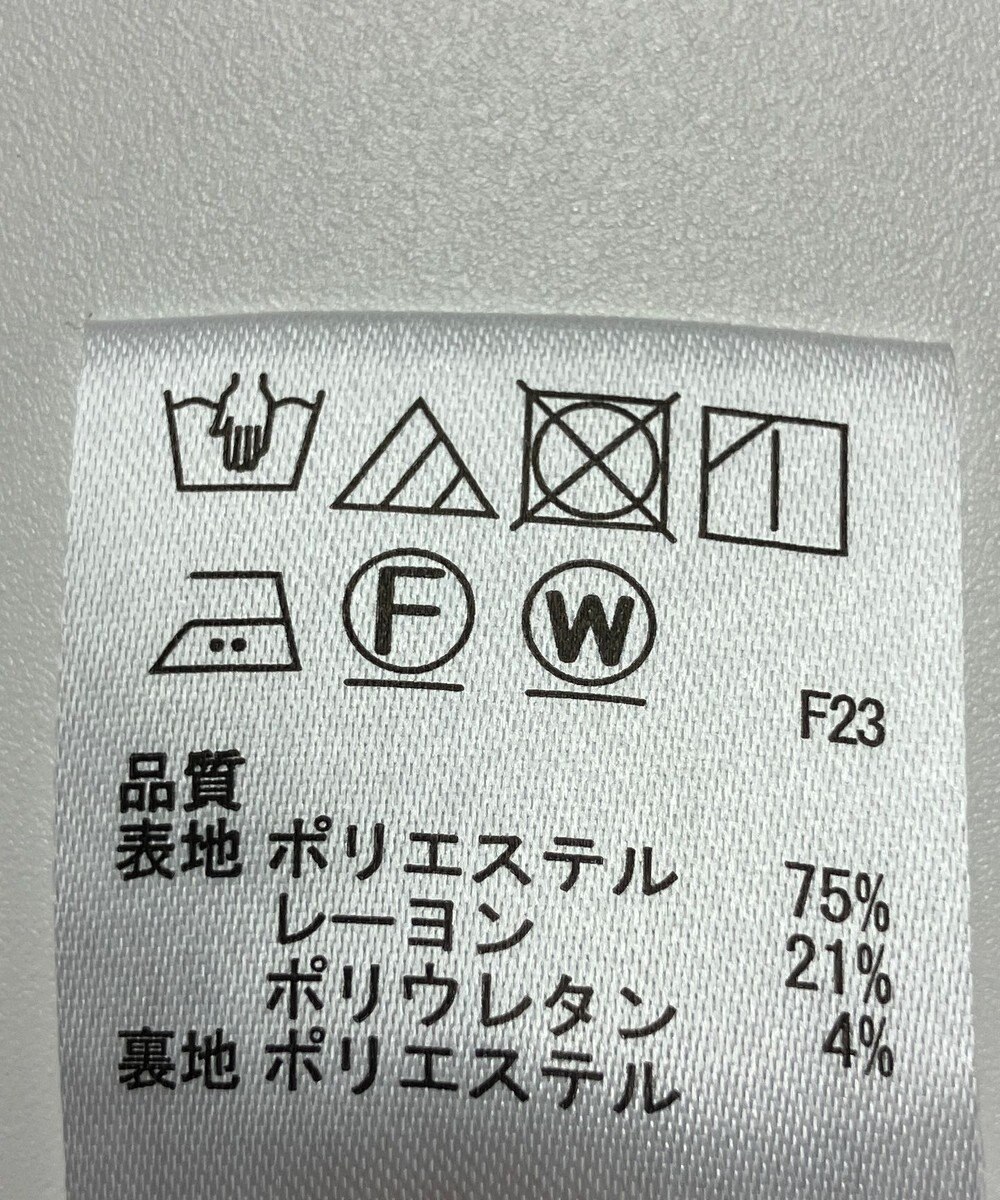 F W
F23
品質
表地 ポリエステル 75%
レーヨン 21%
ポリウレタン 4%
裏地 ポリエステル